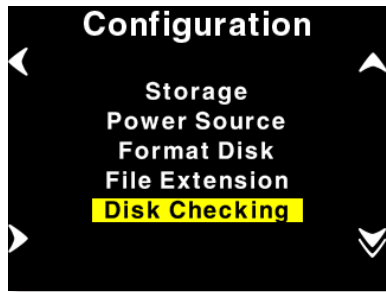 Configuration
Storage
Power Source
Format Disk
File Extension
Disk Checking